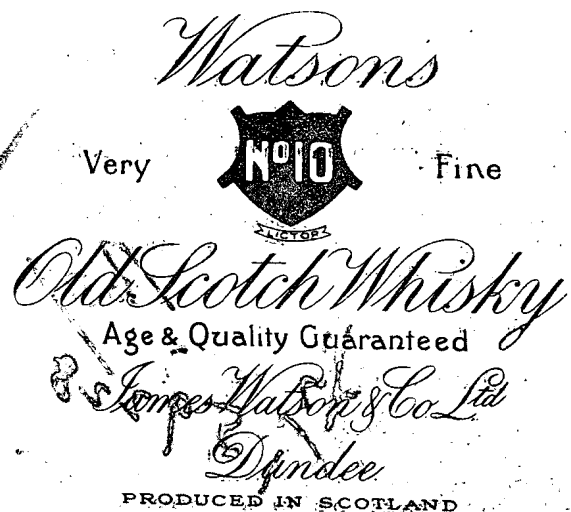 Watsons
Very No10 Fine
LICTOR
Old Scotch Whisky
Age & Quality Guaranteed
James Watson & Co Ltd
Dundee
PRODUCED IN SCOTLAND